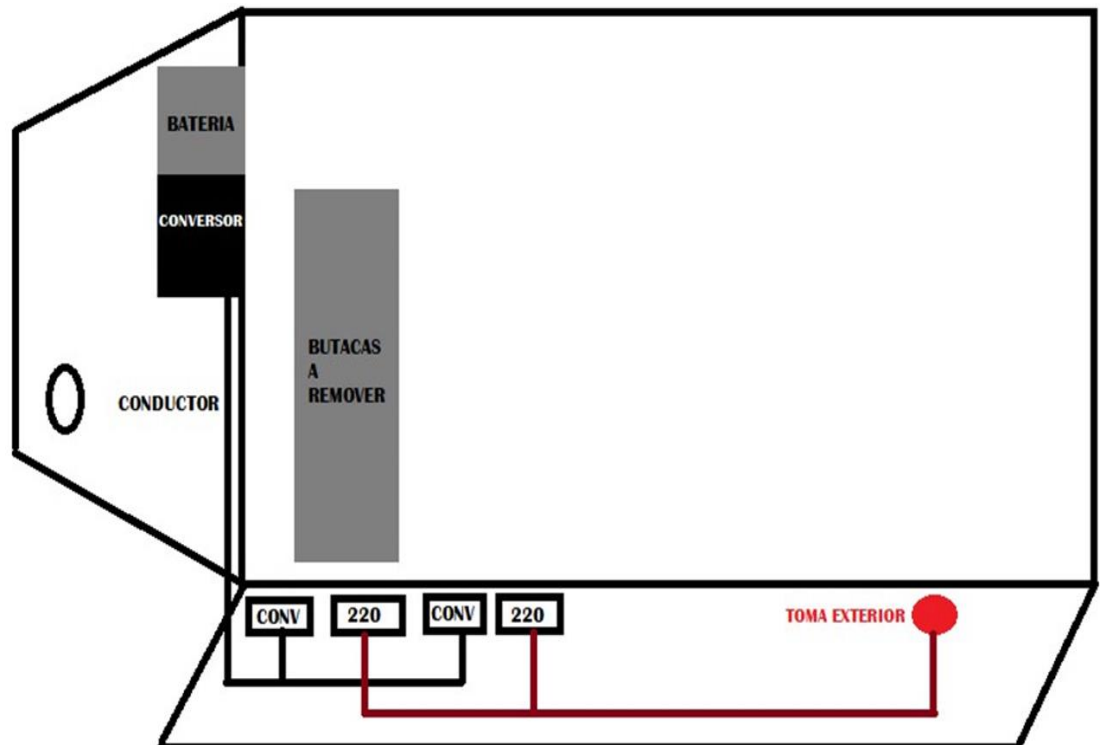 BATERIA
CONVERSOR
BUTACAS
A
REMOVER
CONDUCTOR
CONV
220
CONV
220
TOMA EXTERIOR